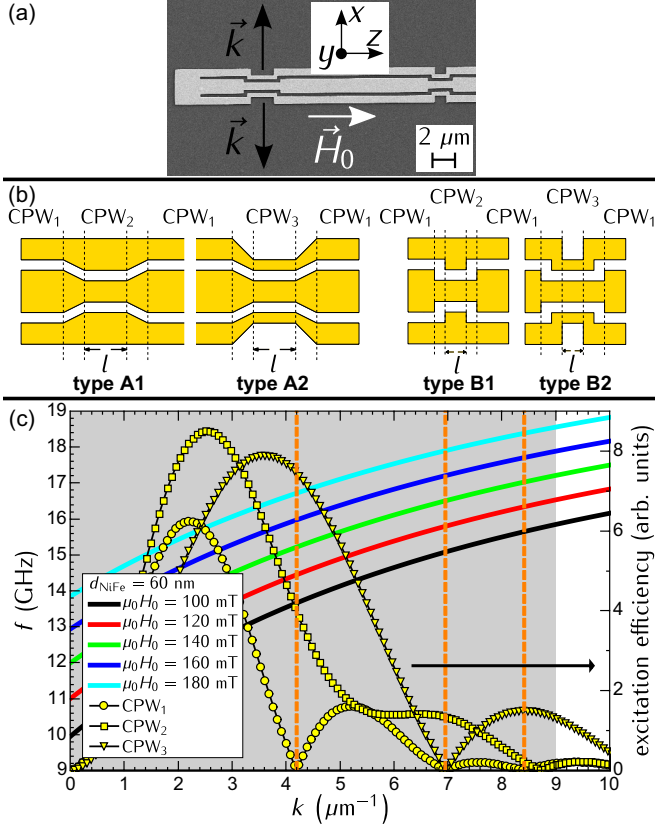 (a)
k⃗
x
y
z
k⃗
H⃗₀
2 μm
(b)
CPW₁ CPW₂ CPW₁ CPW₃ CPW₁ CPW₁ CPW₂ CPW₁ CPW₃ CPW₁
l l l l
type A1 type A2 type B1 type B2
(c)
19
18
17
16
15
14
13
12
11
10
9
f (GHz)
d_NiFe = 60 nm
μ₀H₀ = 100 mT
μ₀H₀ = 120 mT
μ₀H₀ = 140 mT
μ₀H₀ = 160 mT
μ₀H₀ = 180 mT
CPW₁
CPW₂
CPW₃
8
6
4
2
0
excitation efficiency (arb. units)
0 1 2 3 4 5 6 7 8 9 10
k (μm⁻¹)